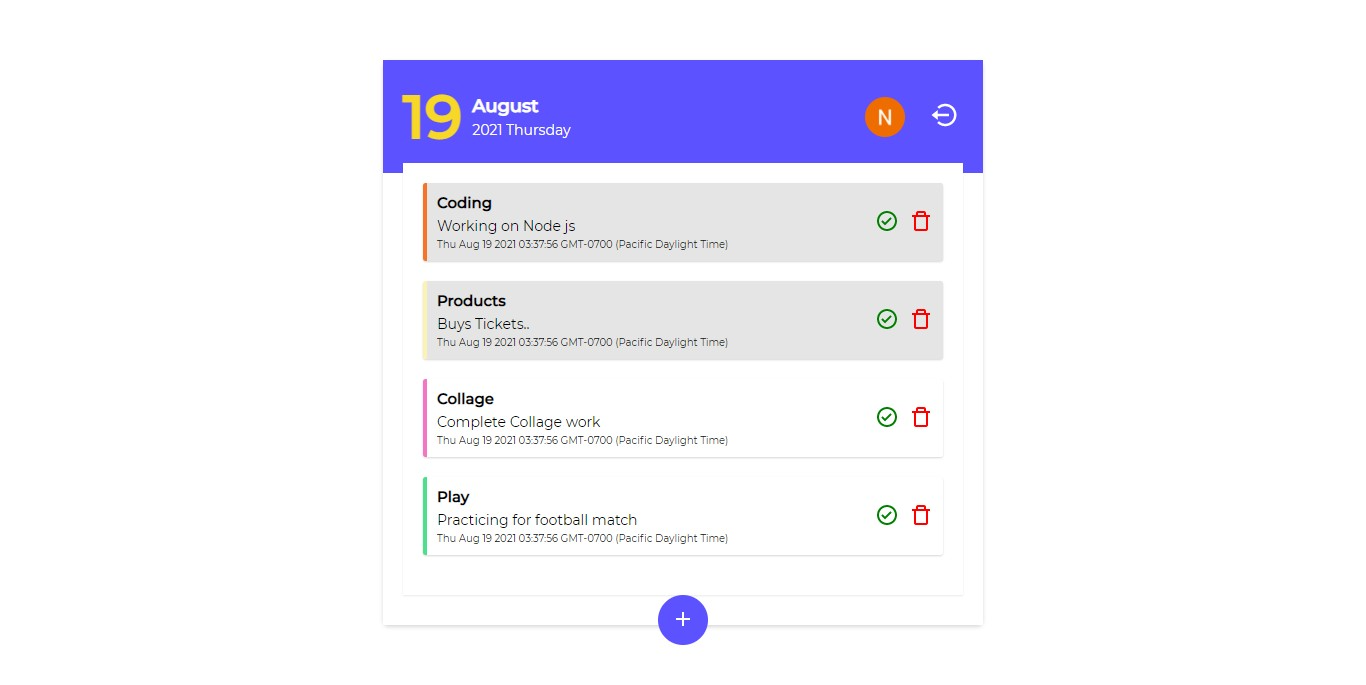 19
August
2021 Thursday
N
Coding
Working on Node js
Thu Aug 19 2021 03:37:56 GMT-0700 (Pacific Daylight Time)
Products
Buys Tickets..
Thu Aug 19 2021 03:37:56 GMT-0700 (Pacific Daylight Time)
Collage
Complete Collage work
Thu Aug 19 2021 03:37:56 GMT-0700 (Pacific Daylight Time)
Play
Practicing for football match
Thu Aug 19 2021 03:37:56 GMT-0700 (Pacific Daylight Time)
+